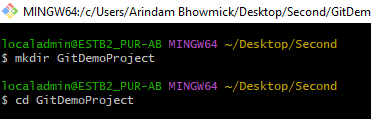 MINGW64:/c/Users/Arindam Bhowmick/Desktop/Second/GitDem
localadmin@ESTB2_PUR-AB MINGW64 ~/Desktop/Second
$ mkdir GitDemoProject
localadmin@ESTB2_PUR-AB MINGW64 ~/Desktop/Second
$ cd GitDemoProject